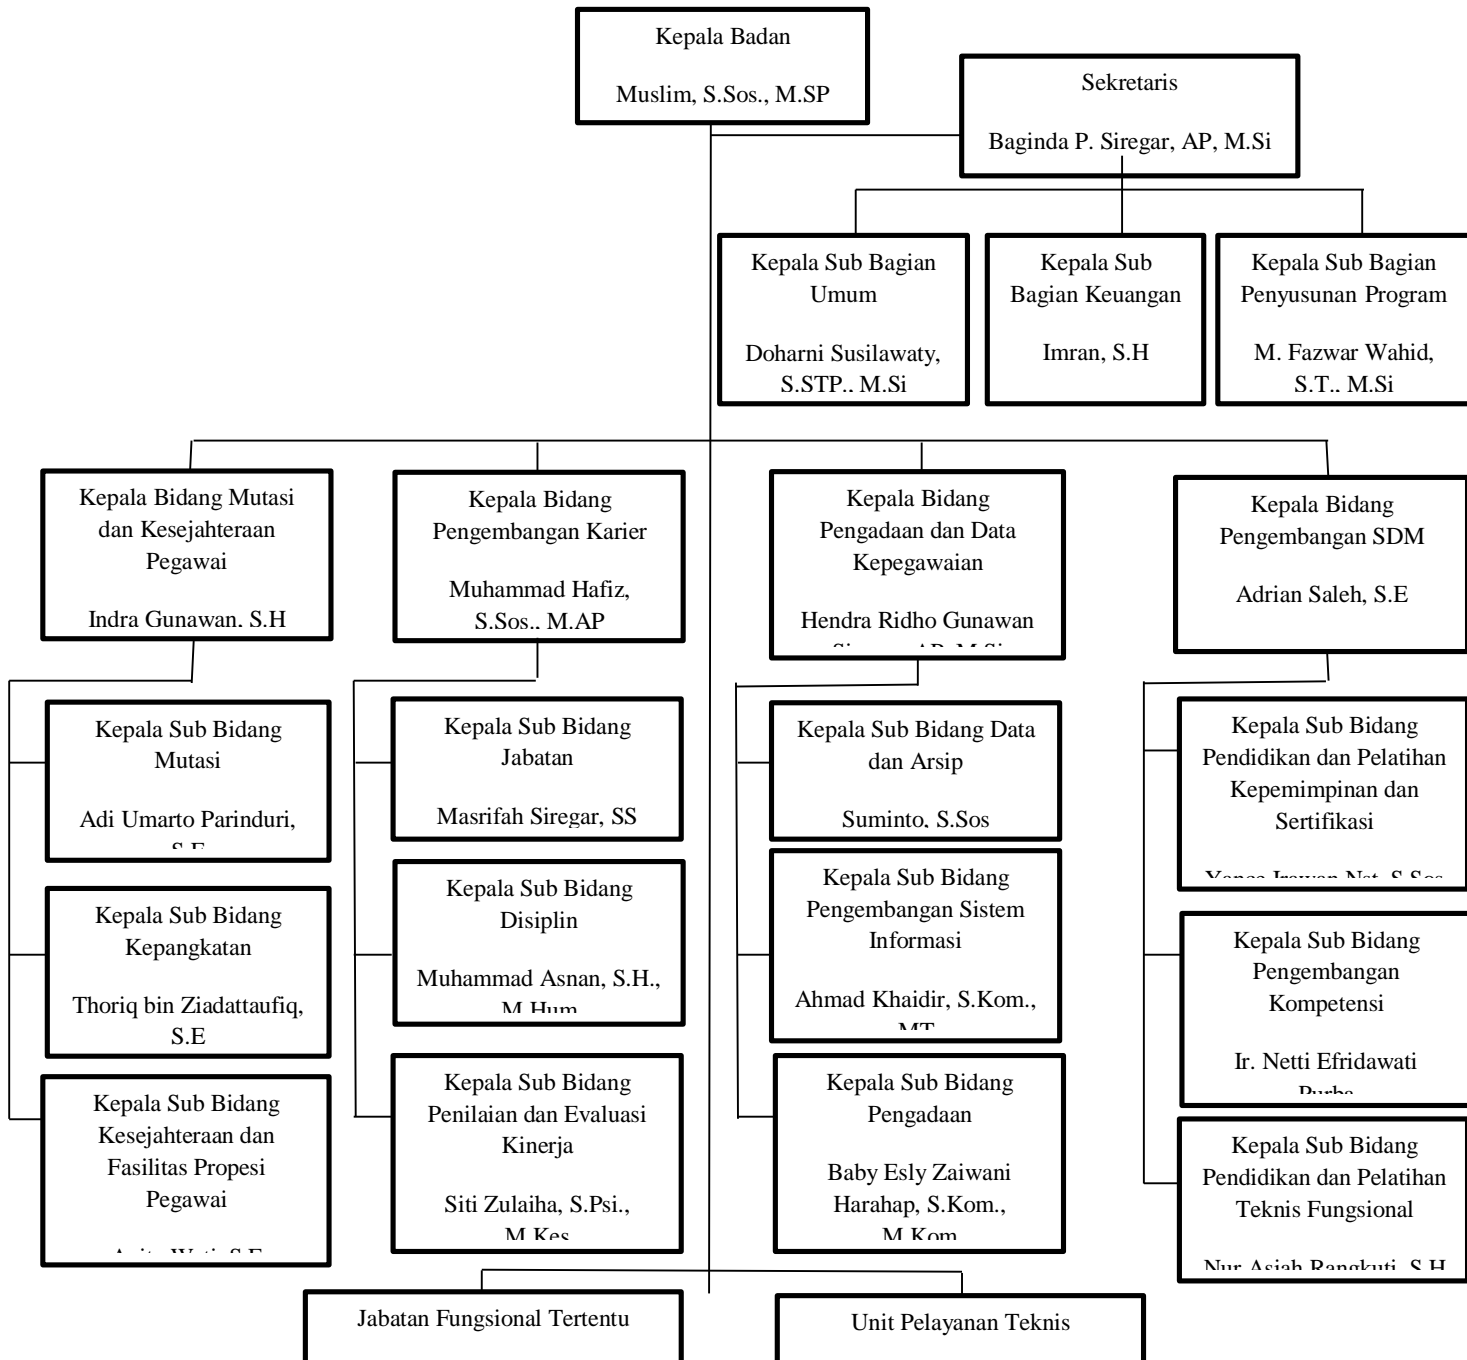 Kepala Badan
Muslim, S.Sos., M.SP
Sekretaris
Baginda P. Siregar, AP, M.Si
Kepala Sub Bagian
Umum
Doharni Susilawaty,
S.STP., M.Si
Kepala Sub
Bagian Keuangan
Imran, S.H
Kepala Sub Bagian
Penyusunan Program
M. Fazwar Wahid,
S.T., M.Si
Kepala Bidang Mutasi
dan Kesejahteraan
Pegawai
Indra Gunawan, S.H
Kepala Bidang
Pengembangan Karier
Muhammad Hafiz,
S.Sos., M.AP
Kepala Bidang
Pengadaan dan Data
Kepegawaian
Hendra Ridho Gunawan
Kepala Bidang
Pengembangan SDM
Adrian Saleh, S.E
Kepala Sub Bidang
Mutasi
Adi Umarto Parinduri,
Kepala Sub Bidang
Kepangkatan
Thoriq bin Ziadattaufiq,
S.E
Kepala Sub Bidang
Kesejahteraan dan
Fasilitas Propesi
Pegawai
Kepala Sub Bidang
Jabatan
Masrifah Siregar, SS
Kepala Sub Bidang
Disiplin
Muhammad Asnan, S.H.,
M.Hum
Kepala Sub Bidang
Penilaian dan Evaluasi
Kinerja
Siti Zulaiha, S.Psi.,
M.Kes
Kepala Sub Bidang Data
dan Arsip
Suminto, S.Sos
Kepala Sub Bidang
Pengembangan Sistem
Informasi
Ahmad Khaidir, S.Kom.,
MT
Kepala Sub Bidang
Pengadaan
Baby Esly Zaiwani
Harahap, S.Kom.,
M.Kom
Kepala Sub Bidang
Pendidikan dan Pelatihan
Kepemimpinan dan
Sertifikasi
Kepala Sub Bidang
Pengembangan
Kompetensi
Ir. Netti Efridawati
Kepala Sub Bidang
Pendidikan dan Pelatihan
Teknis Fungsional
Nur Asiah Rangkuti, S.H
Jabatan Fungsional Tertentu
Unit Pelayanan Teknis